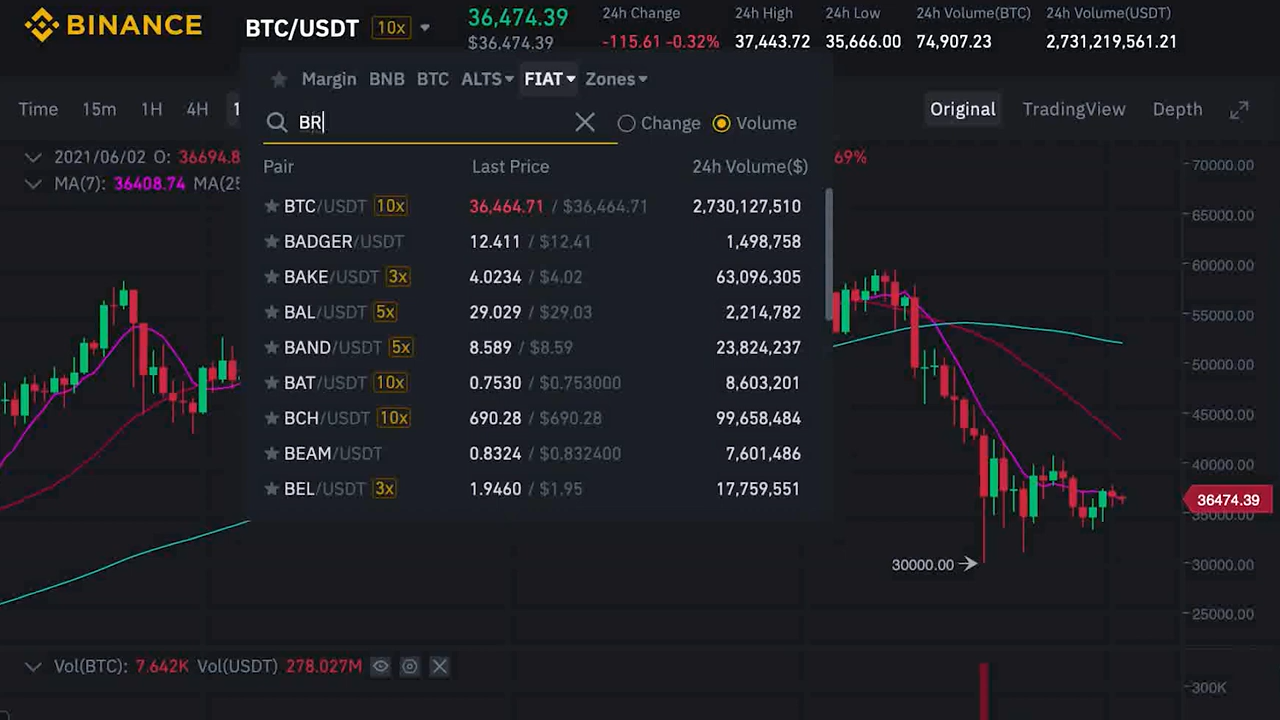 BINANCE
BTC/USDT 10x
36,474.39
$36,474.39
24h Change
-115.61 -0.32%
24h High
37,443.72
24h Low
35,666.00
24h Volume(BTC)
74,907.23
24h Volume(USDT)
2,731,219,561.21
Margin BNB BTC ALTS FIAT Zones
Time 15m 1H 4H 1
BR
Change Volume
Original TradingView Depth
2021/06/02 O: 36694.8
69%
MA(7): 36408.74 MA(25
Pair Last Price 24h Volume($)
BTC/USDT 10x 36,464.71 / $36,464.71 2,730,127,510
BADGER/USDT 12.411 / $12.41 1,498,758
BAKE/USDT 3x 4.0234 / $4.02 63,096,305
BAL/USDT 5x 29.029 / $29.03 2,214,782
BAND/USDT 5x 8.589 / $8.59 23,824,237
BAT/USDT 10x 0.7530 / $0.753000 8,603,201
BCH/USDT 10x 690.28 / $690.28 99,658,484
BEAM/USDT 0.8324 / $0.832400 7,601,486
BEL/USDT 3x 1.9460 / $1.95 17,759,551
70000.00
65000.00
60000.00
55000.00
50000.00
45000.00
40000.00
36474.39
35000.00
30000.00
30000.00
25000.00
Vol(BTC): 7.642K Vol(USDT) 278.027M
300K